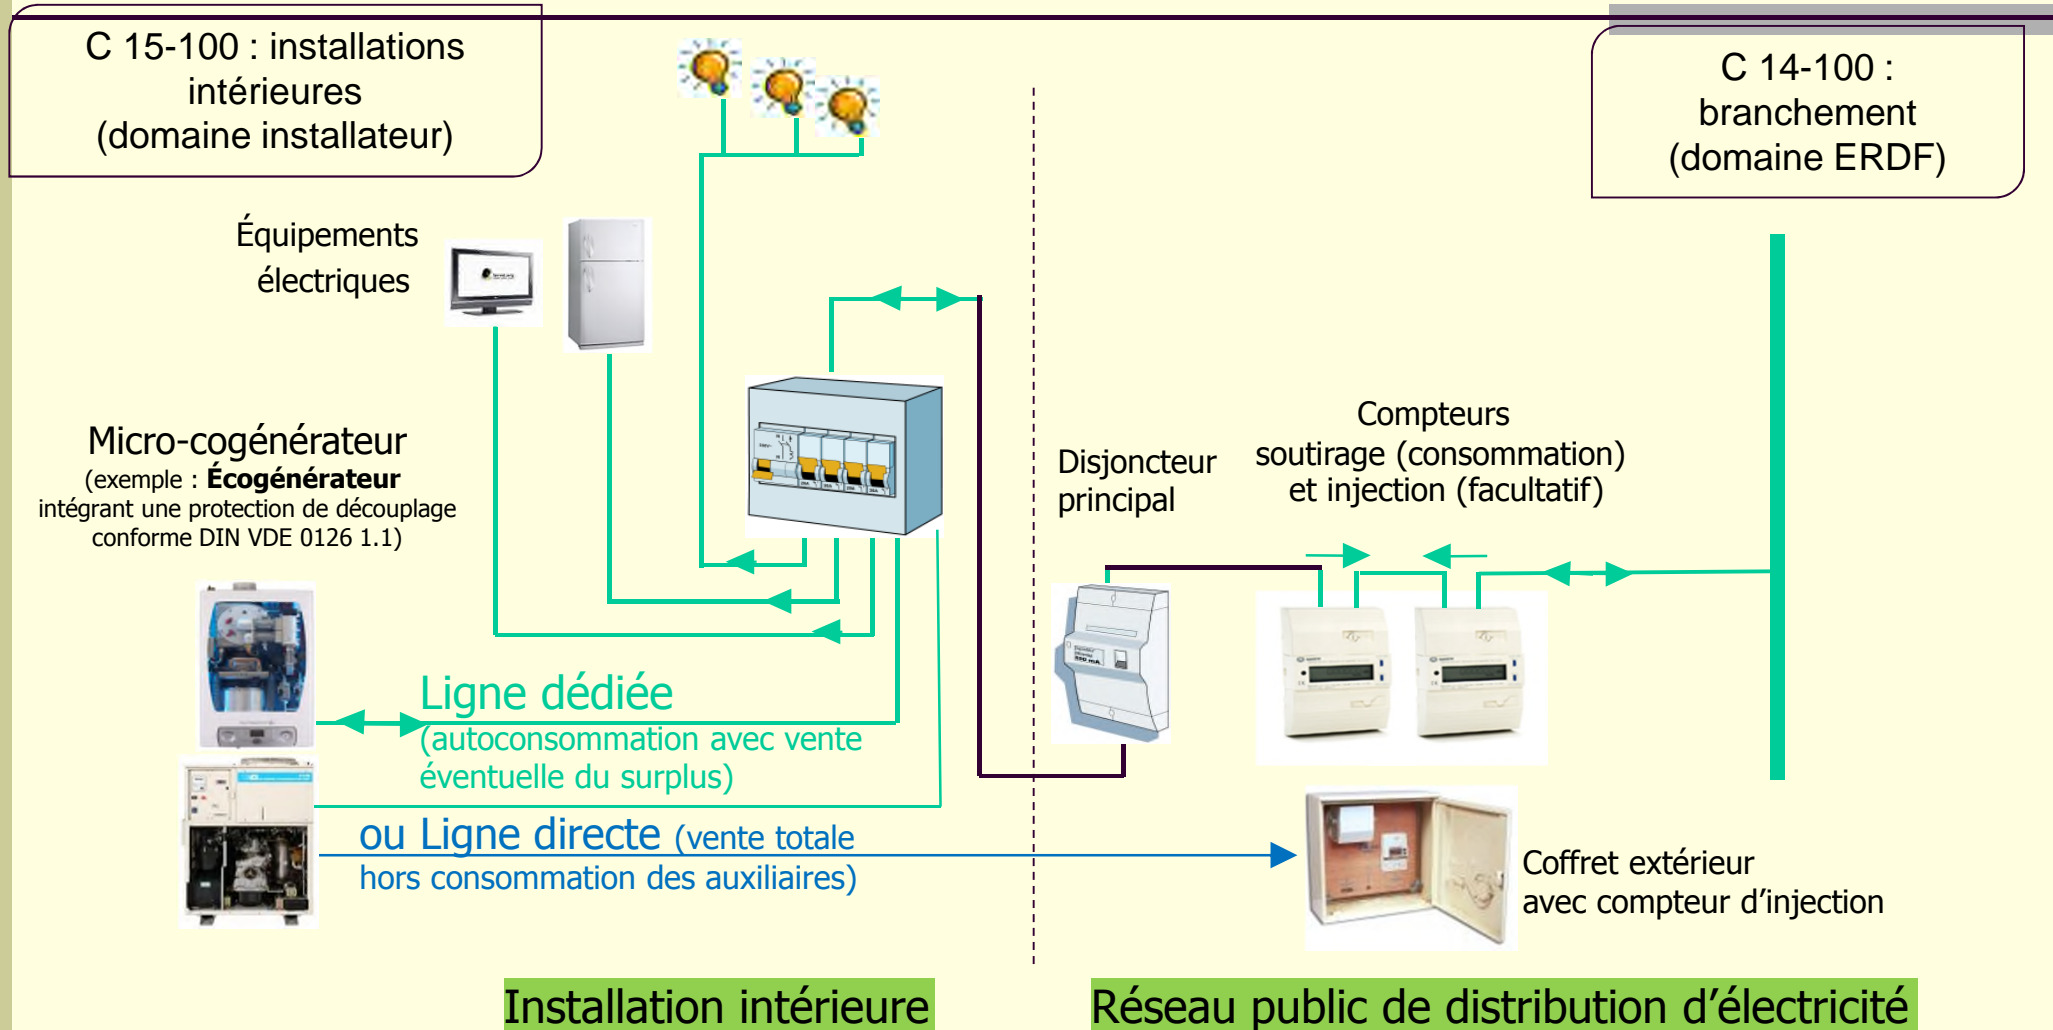 C 15-100 : installations
intérieures
(domaine installateur)
C 14-100 :
branchement
(domaine ERDF)
Équipements
électriques
Micro-cogénérateur
(exemple : Écogénérateur
intégrant une protection de découplage
conforme DIN VDE 0126 1.1)
Disjoncteur
principal
Compteurs
soutirage (consommation)
et injection (facultatif)
Ligne dédiée
(autoconsommation avec vente
éventuelle du surplus)
ou Ligne directe (vente totale
hors consommation des auxiliaires)
Coffret extérieur
avec compteur d’injection
Installation intérieure
Réseau public de distribution d’électricité